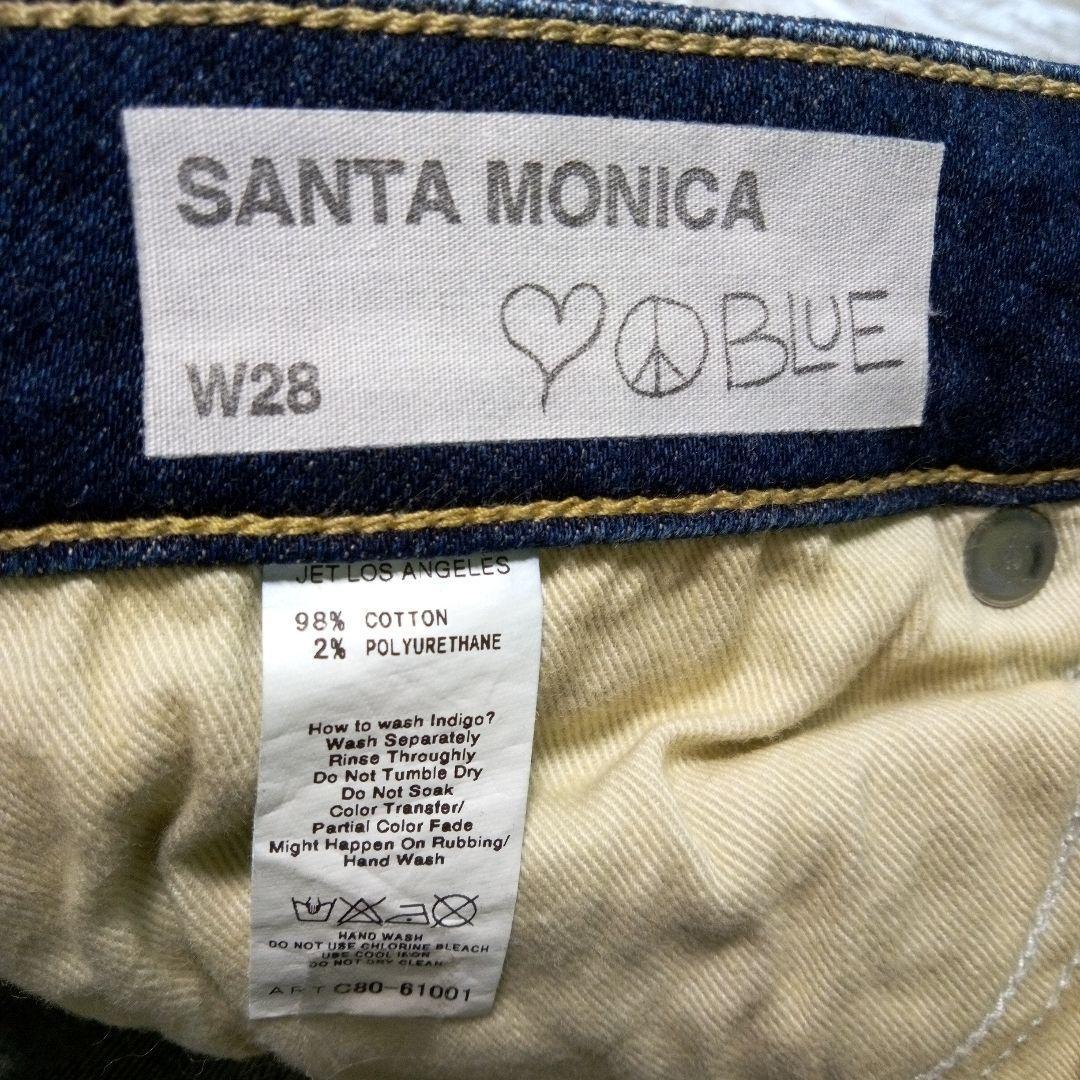 SANTA MONICA
BLUE
W28
JET LOS ANGELES
98% COTTON
2% POLYURETHANE
How to wash Indigo?
Wash Separately
Rinse Throughly
Do Not Tumble Dry
Do Not Soak
Color Transfer/
Partial Color Fade
Might Happen On Rubbing/
Hand Wash
HAND WASH
DO NOT USE CHLORINE BLEACH
USE COOL IRON
DO NOT DRY CLEAN
ART C80-61001